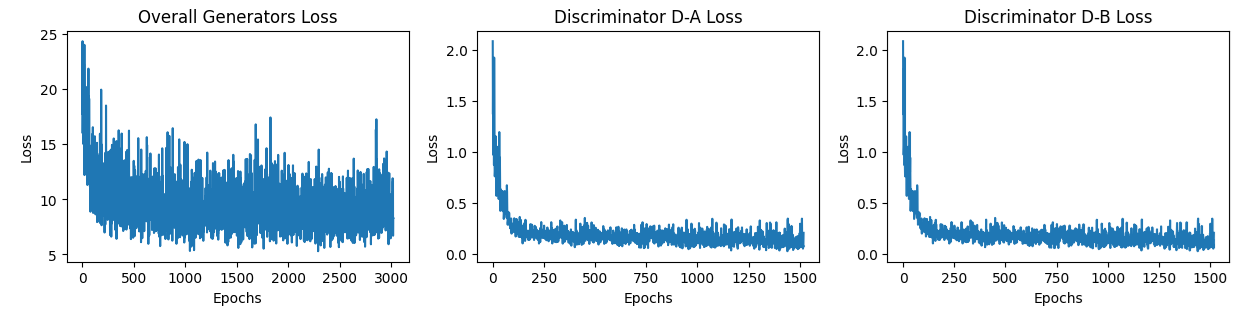 Overall Generators Loss
Loss
25
20
15
10
5
0 500 1000 1500 2000 2500 3000
Epochs
Discriminator D-A Loss
Loss
2.0
1.5
1.0
0.5
0.0
0 250 500 750 1000 1250 1500
Epochs
Discriminator D-B Loss
Loss
2.0
1.5
1.0
0.5
0.0
0 250 500 750 1000 1250 1500
Epochs